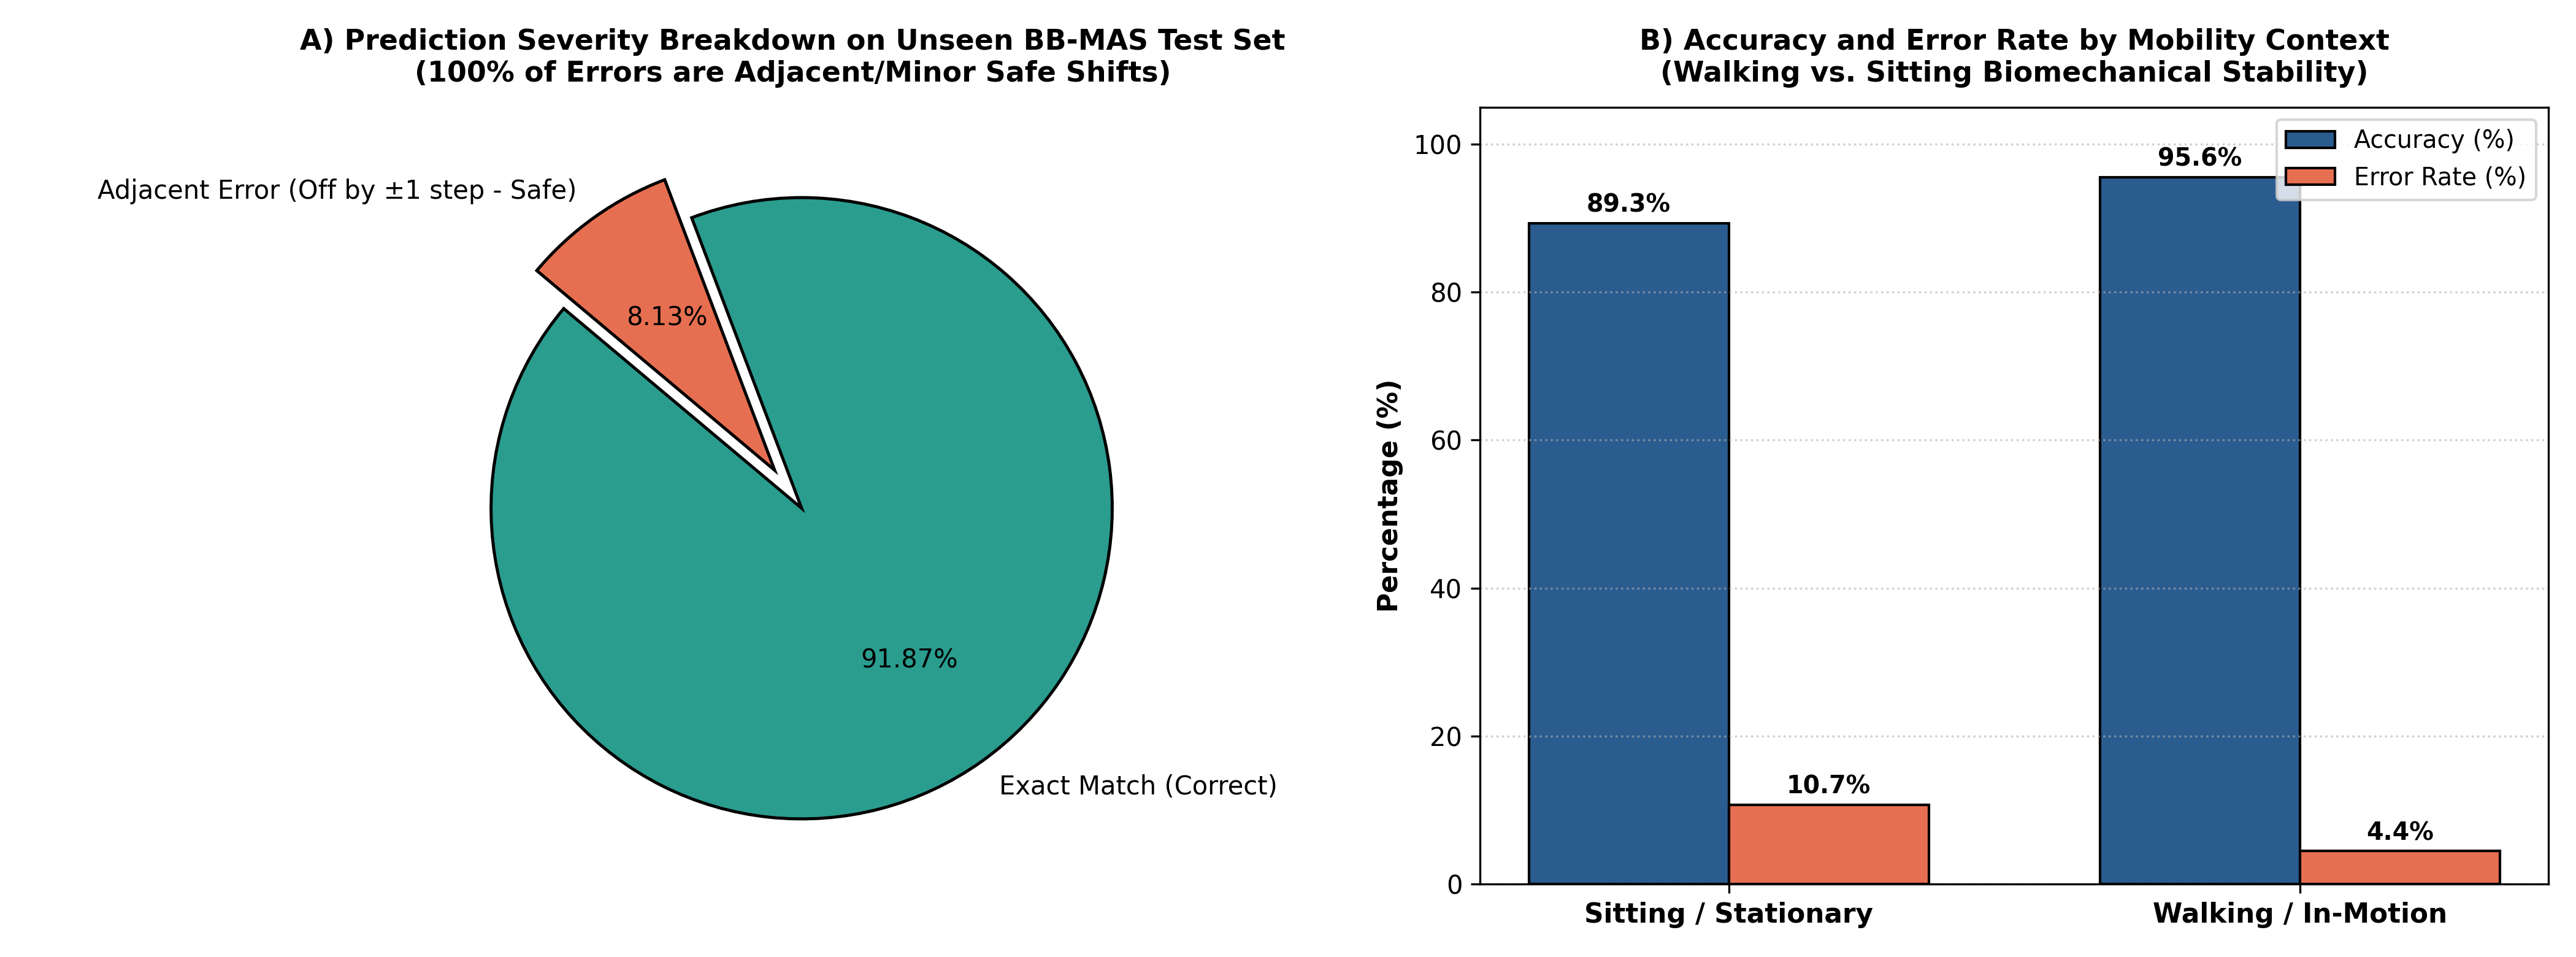 A) Prediction Severity Breakdown on Unseen BB-MAS Test Set
(100% of Errors are Adjacent/Minor Safe Shifts)
Adjacent Error (Off by ±1 step - Safe)
8.13%
91.87%
Exact Match (Correct)
B) Accuracy and Error Rate by Mobility Context
(Walking vs. Sitting Biomechanical Stability)
Accuracy (%)
Error Rate (%)
Percentage (%)
100
80
60
40
20
0
89.3%
10.7%
95.6%
4.4%
Sitting / Stationary
Walking / In-Motion